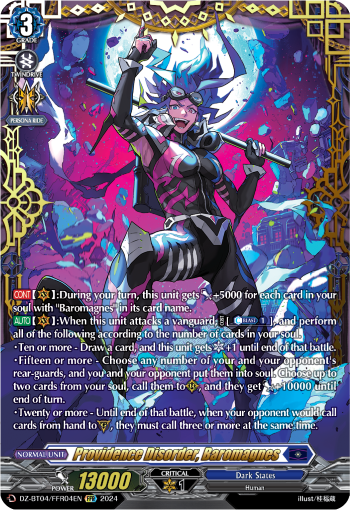 3
GRADE
TWINDRIVE
PERSONA RIDE
CONT【 】:During your turn, this unit gets +5000 for each card in your
soul with "Baromagnes" in its card name.
AUTO【 】:When this unit attacks a vanguard, [ BLAST 1 ], and perform
all of the following according to the number of cards in your soul.
・Ten or more - Draw a card, and this unit gets +1 until end of that battle.
・Fifteen or more - Choose any number of your and your opponent's
rear-guards, and you and your opponent put them into soul. Choose up to
two cards from your soul, call them to , and they get +10000 until
end of turn.
・Twenty or more - Until end of that battle, when your opponent would call
cards from hand to , they must call three or more at the same time.
NORMAL UNIT
Providence Disorder, Baromagnes
POWER 13000
CRITICAL
1
Dark States
Human
DZ-BT04/FFR04EN FFR 2024
illust/桂福蔵